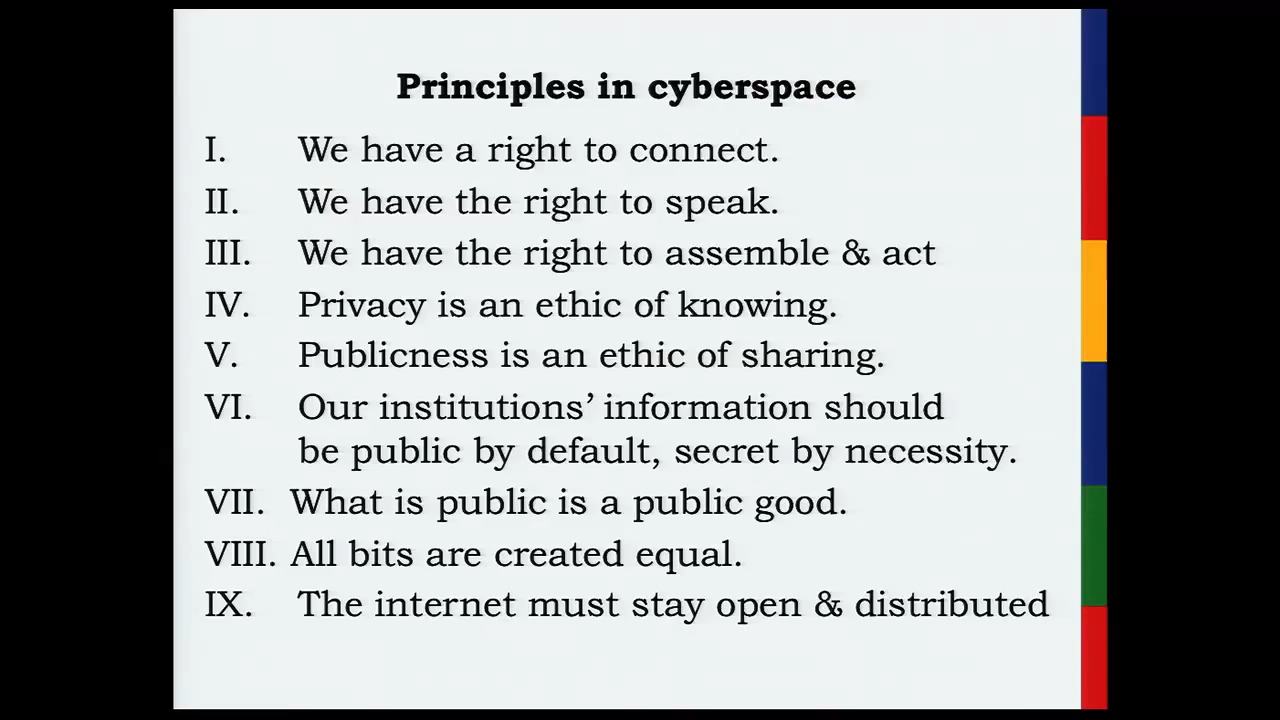 Principles in cyberspace
I. We have a right to connect.
II. We have the right to speak.
III. We have the right to assemble & act
IV. Privacy is an ethic of knowing.
V. Publicness is an ethic of sharing.
VI. Our institutions’ information should
be public by default, secret by necessity.
VII. What is public is a public good.
VIII. All bits are created equal.
IX. The internet must stay open & distributed